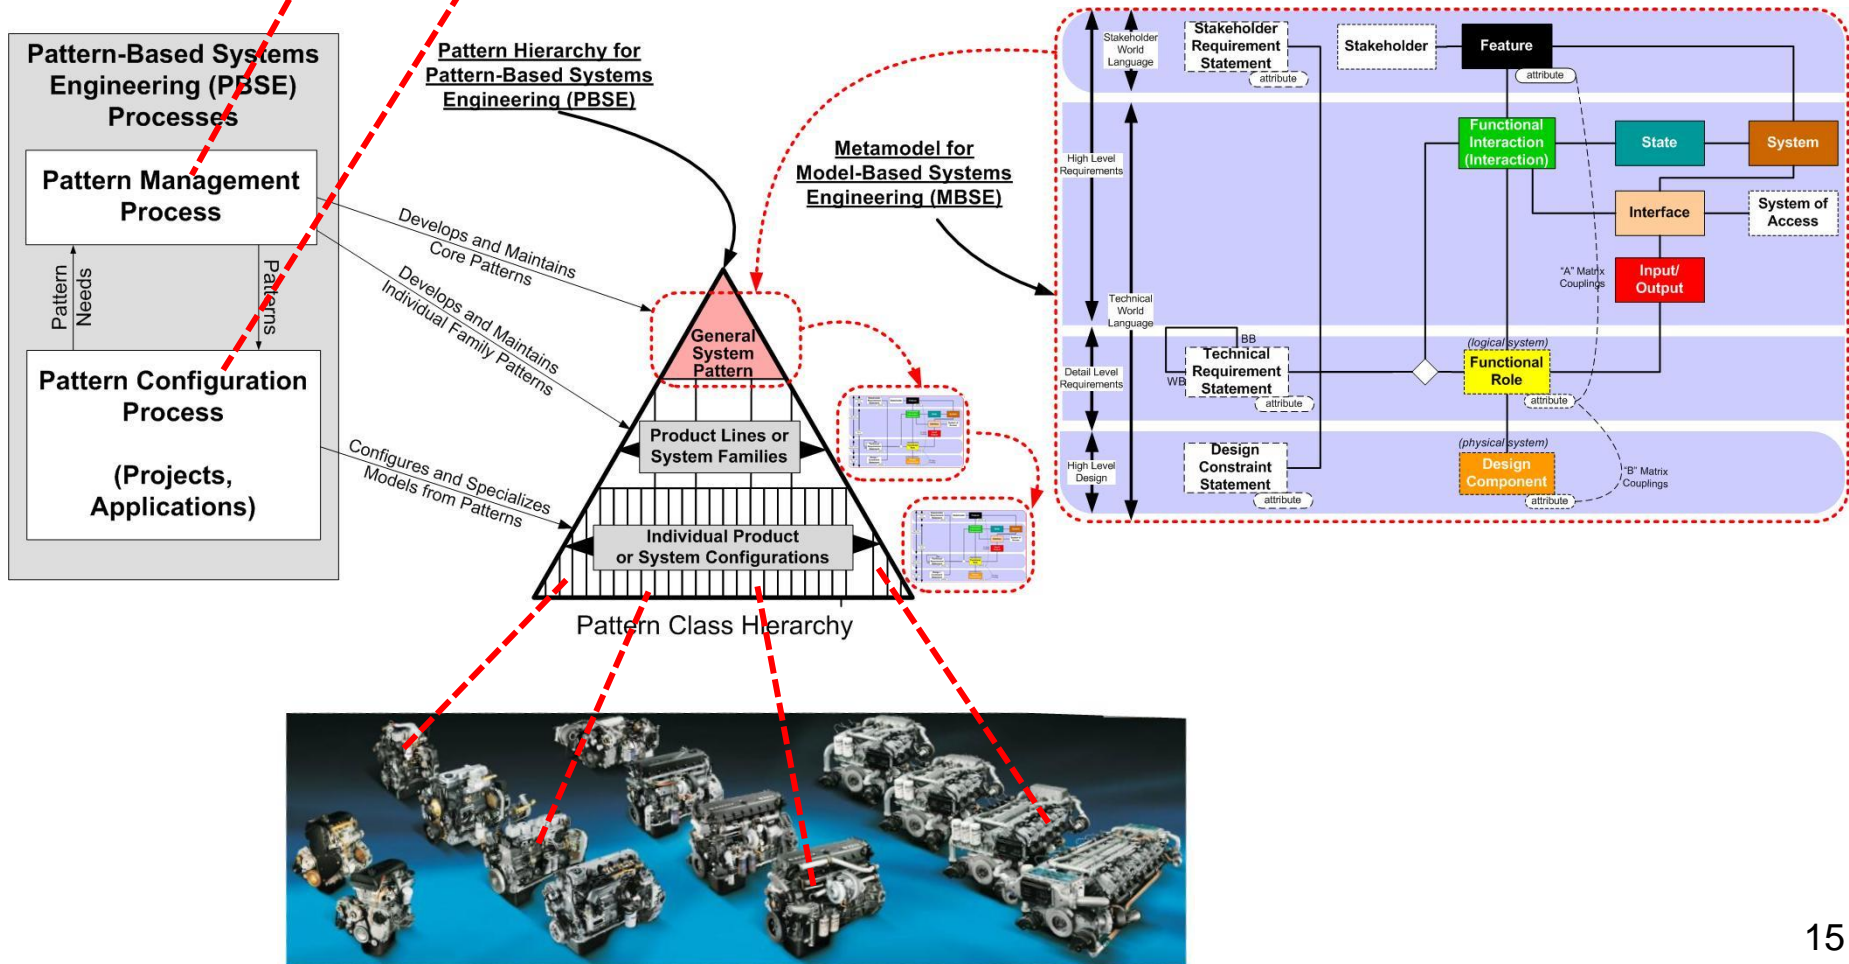 Pattern-Based Systems
Engineering (PBSE)
Processes
Pattern Management
Process
Pattern
Needs
Patterns
Pattern Configuration
Process
(Projects,
Applications)
Pattern Hierarchy for
Pattern-Based Systems
Engineering (PBSE)
Develops and Maintains
Core Patterns
Develops and Maintains
Individual Family Patterns
Configures and Specializes
Models from Patterns
General
System
Pattern
Product Lines or
System Families
Individual Product
or System Configurations
Pattern Class Hierarchy
Metamodel for
Model-Based Systems
Engineering (MBSE)
Stakeholder
World
Language
High Level
Requirements
Technical
World
Language
Detail Level
Requirements
High Level
Design
Stakeholder
Requirement
Statement
attribute
Stakeholder
Feature
attribute
Functional
Interaction
(Interaction)
State
System
Interface
System of
Access
"A" Matrix
Couplings
Input/
Output
BB
WB
Technical
Requirement
Statement
attribute
(logical system)
Functional
Role
attribute
Design
Constraint
Statement
attribute
(physical system)
Design
Component
attribute
"B" Matrix
Couplings
15